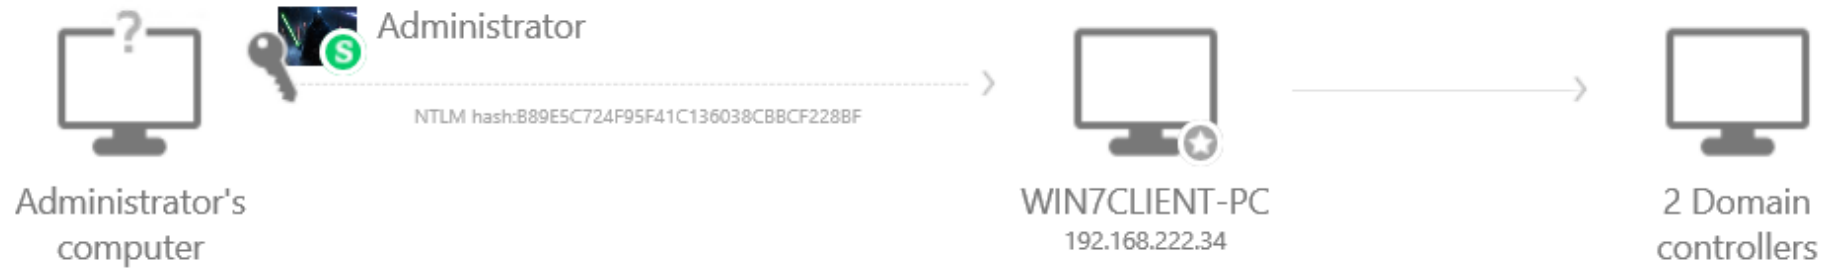 ?
S
Administrator
NTLM hash:B89E5C724F95F41C136038CBBCF228BF
Administrator's
computer
WIN7CLIENT-PC
192.168.222.34
2 Domain
controllers